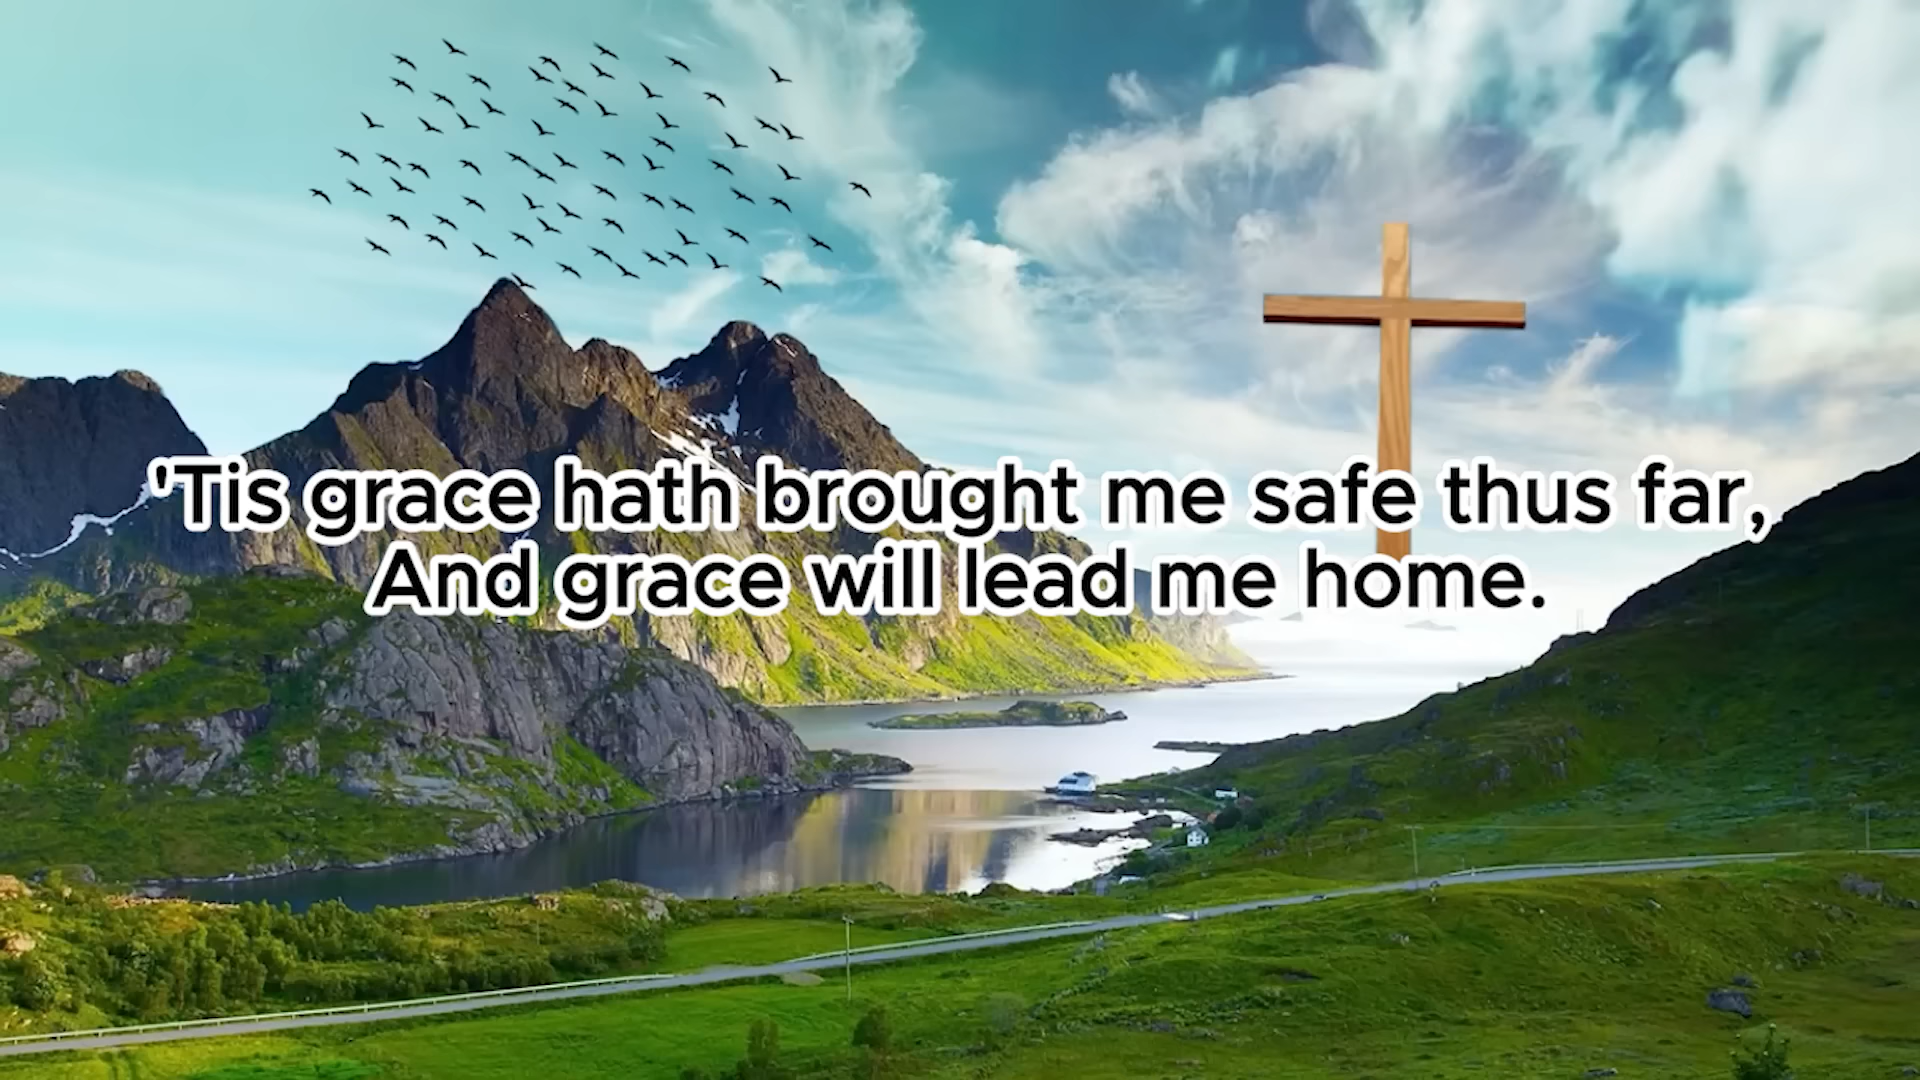 'Tis grace hath brought me safe thus far,
And grace will lead me home.